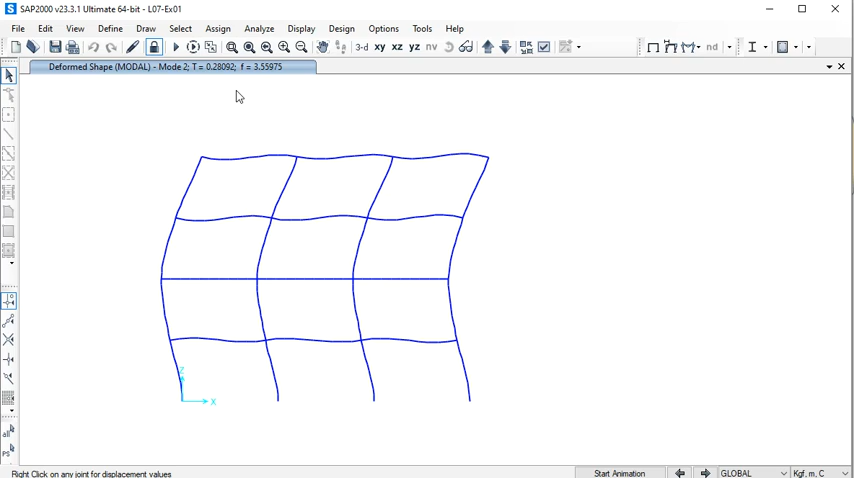 SAP2000 v23.3.1 Ultimate 64-bit - L07-Ex01
File Edit View Define Draw Select Assign Analyze Display Design Options Tools Help
3-d xy xz yz nv nd
Deformed Shape (MODAL) - Mode 2; T = 0.28092; f = 3.55975
Z
X
all
PS
Right Click on any joint for displacement values Start Animation GLOBAL Kgf, m, C